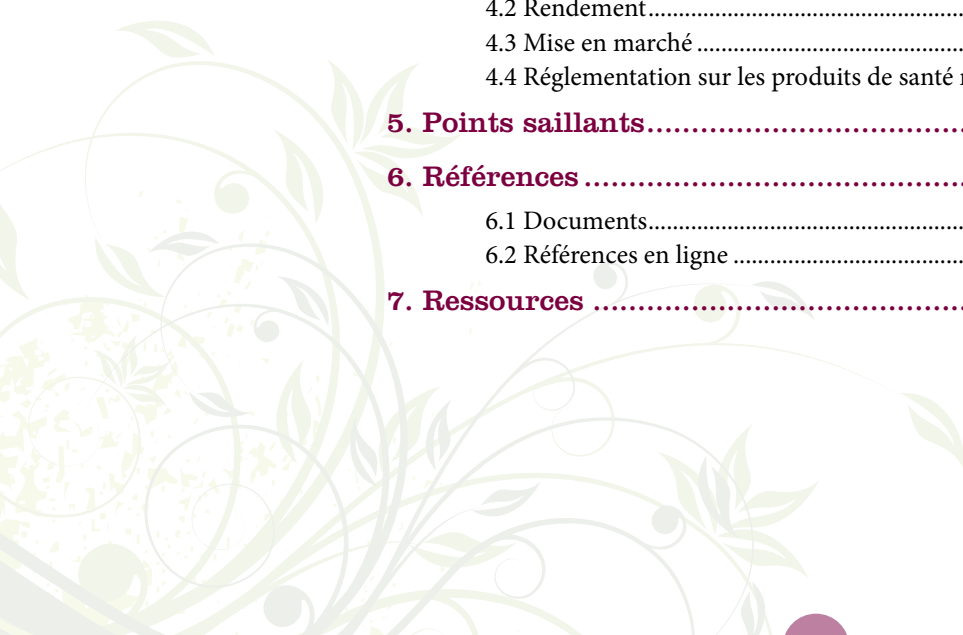 4.2 Rendement................................................................
4.3 Mise en marché................................................................
4.4 Réglementation sur les produits de santé
5. Points saillants.......................................
6. Références.............................................
6.1 Documents................................................................
6.2 Références en ligne................................................................
7. Ressources.............................................